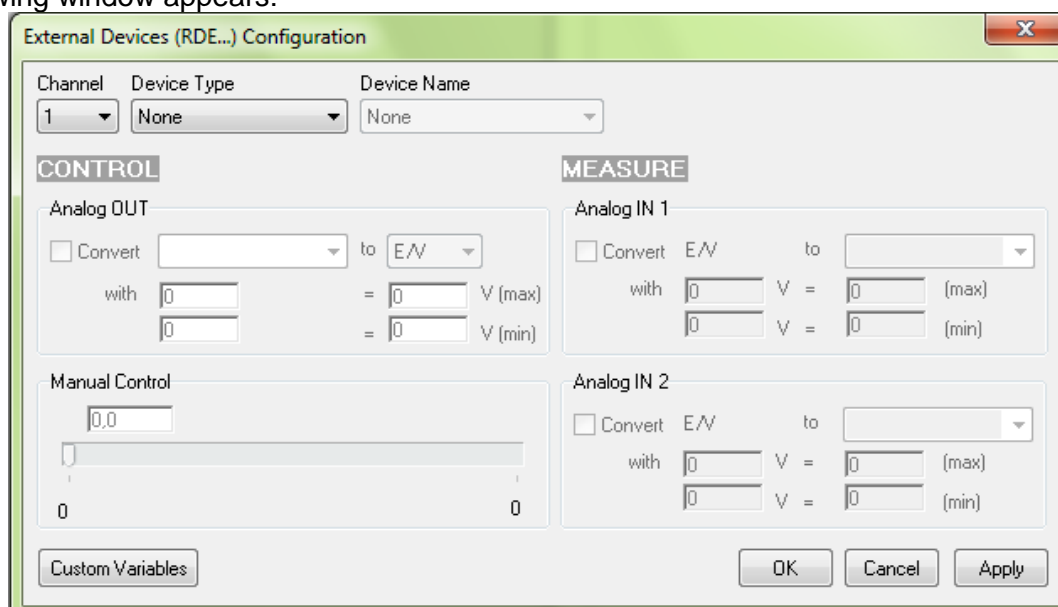 wing window appears:
External Devices (RDE...) Configuration
x
Channel Device Type Device Name
1 None None
CONTROL MEASURE
Analog OUT Analog IN 1
Convert to E/V Convert E/V to
with 0 = 0 V (max) with 0 V = 0 (max)
0 = 0 V (min) 0 V = 0 (min)
Manual Control Analog IN 2
0,0 Convert E/V to
with 0 V = 0 (max)
0 0 0 V = 0 (min)
Custom Variables OK Cancel Apply